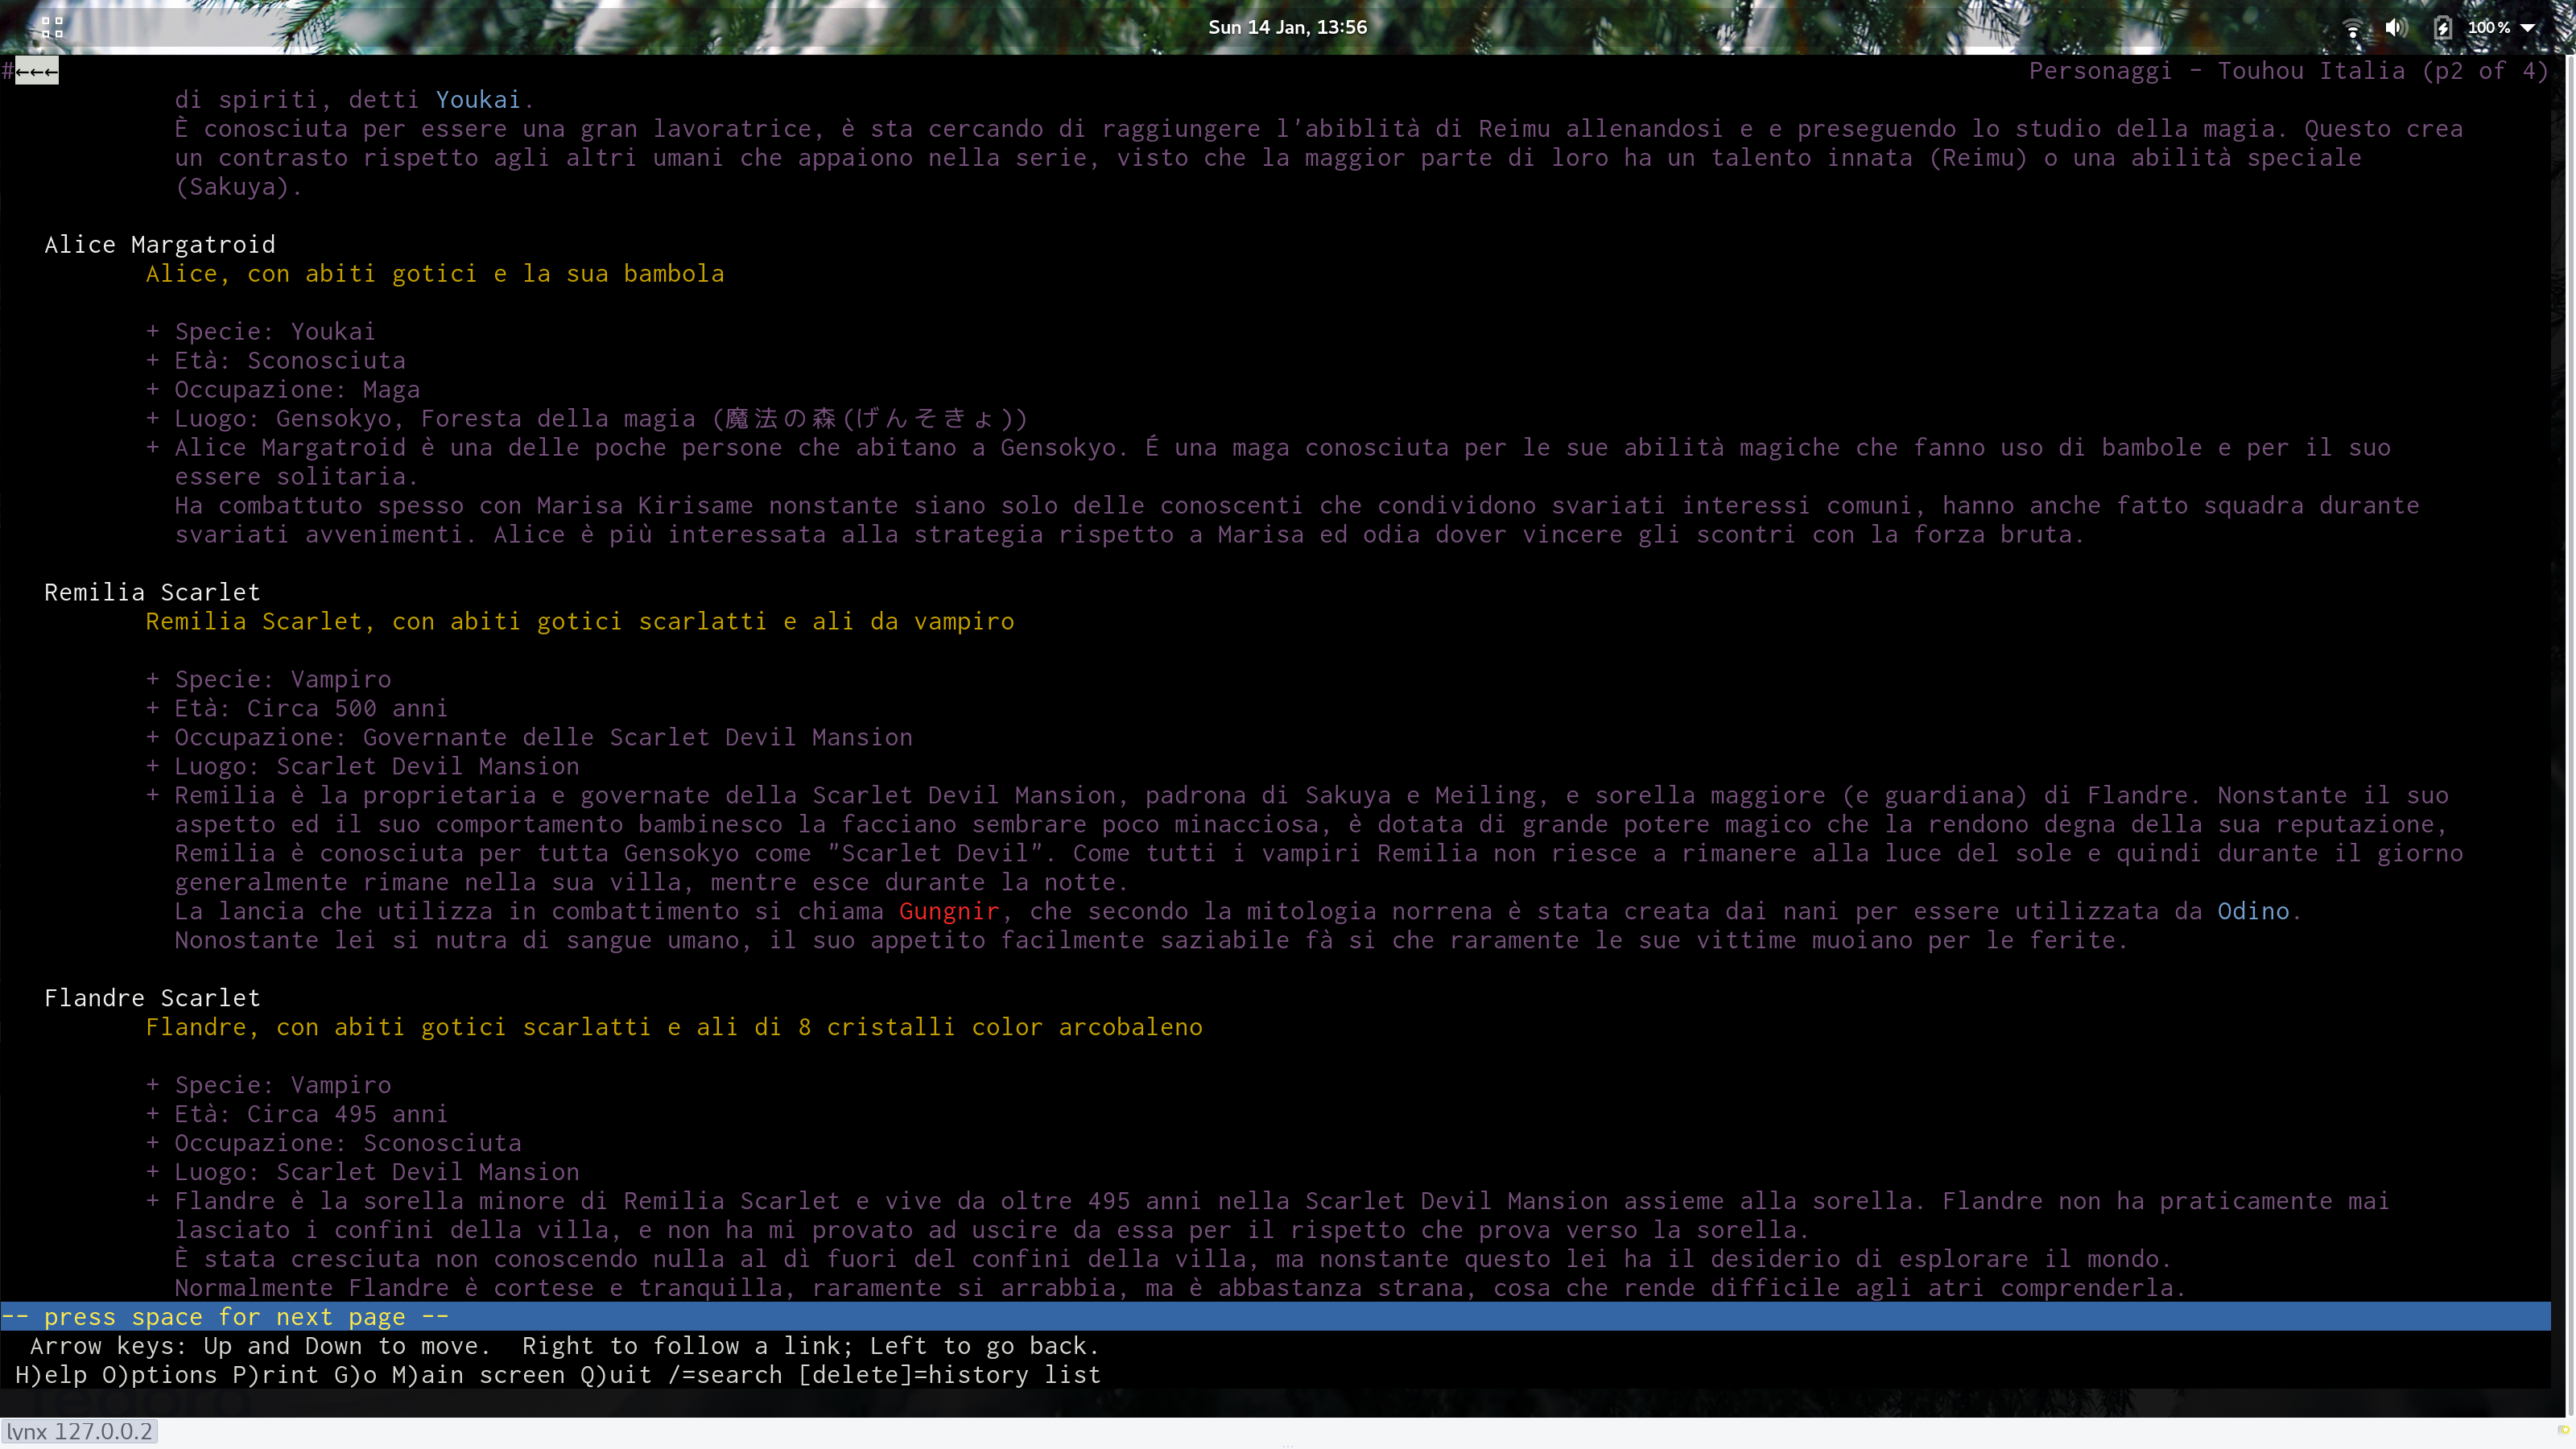 Sun 14 Jan, 13:56
100%
#←←← Personaggi - Touhou Italia (p2 of 4)
di spiriti, detti Youkai.
È conosciuta per essere una gran lavoratrice, è sta cercando di raggiungere l'abiblità di Reimu allenandosi e e preseguendo lo studio della magia. Questo crea
un contrasto rispetto agli altri umani che appaiono nella serie, visto che la maggior parte di loro ha un talento innata (Reimu) o una abilità speciale
(Sakuya).
Alice Margatroid
Alice, con abiti gotici e la sua bambola
+ Specie: Youkai
+ Età: Sconosciuta
+ Occupazione: Maga
+ Luogo: Gensokyo, Foresta della magia (魔法の森(げんそきょ))
+ Alice Margatroid è una delle poche persone che abitano a Gensokyo. É una maga conosciuta per le sue abilità magiche che fanno uso di bambole e per il suo
essere solitaria.
Ha combattuto spesso con Marisa Kirisame nonstante siano solo delle conoscenti che condividono svariati interessi comuni, hanno anche fatto squadra durante
svariati avvenimenti. Alice è più interessata alla strategia rispetto a Marisa ed odia dover vincere gli scontri con la forza bruta.
Remilia Scarlet
Remilia Scarlet, con abiti gotici scarlatti e ali da vampiro
+ Specie: Vampiro
+ Età: Circa 500 anni
+ Occupazione: Governante delle Scarlet Devil Mansion
+ Luogo: Scarlet Devil Mansion
+ Remilia è la proprietaria e governate della Scarlet Devil Mansion, padrona di Sakuya e Meiling, e sorella maggiore (e guardiana) di Flandre. Nonstante il suo
aspetto ed il suo comportamento bambinesco la facciano sembrare poco minacciosa, è dotata di grande potere magico che la rendono degna della sua reputazione,
Remilia è conosciuta per tutta Gensokyo come "Scarlet Devil". Come tutti i vampiri Remilia non riesce a rimanere alla luce del sole e quindi durante il giorno
generalmente rimane nella sua villa, mentre esce durante la notte.
La lancia che utilizza in combattimento si chiama Gungnir, che secondo la mitologia norrena è stata creata dai nani per essere utilizzata da Odino.
Nonostante lei si nutra di sangue umano, il suo appetito facilmente saziabile fà si che raramente le sue vittime muoiano per le ferite.
Flandre Scarlet
Flandre, con abiti gotici scarlatti e ali di 8 cristalli color arcobaleno
+ Specie: Vampiro
+ Età: Circa 495 anni
+ Occupazione: Sconosciuta
+ Luogo: Scarlet Devil Mansion
+ Flandre è la sorella minore di Remilia Scarlet e vive da oltre 495 anni nella Scarlet Devil Mansion assieme alla sorella. Flandre non ha praticamente mai
lasciato i confini della villa, e non ha mi provato ad uscire da essa per il rispetto che prova verso la sorella.
È stata cresciuta non conoscendo nulla al dì fuori del confini della villa, ma nonstante questo lei ha il desiderio di esplorare il mondo.
Normalmente Flandre è cortese e tranquilla, raramente si arrabbia, ma è abbastanza strana, cosa che rende difficile agli atri comprenderla.
-- press space for next page --
Arrow keys: Up and Down to move. Right to follow a link; Left to go back.
H)elp O)ptions P)rint G)o M)ain screen Q)uit /=search [delete]=history list
lynx 127.0.0.2